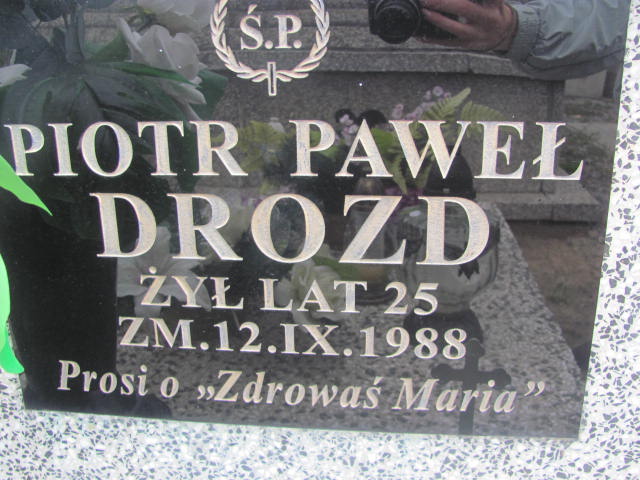 Ś.P.
PIOTR PAWEŁ
DROZD
ŻYŁ LAT 25
ZM.12.IX.1988
Prosi o „Zdrowaś Maria”